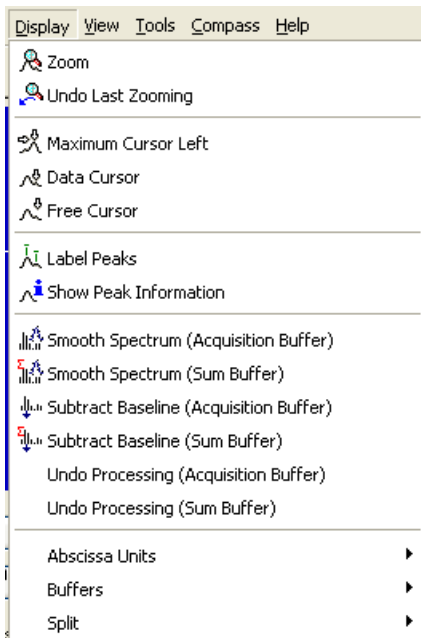 Display View Tools Compass Help
Zoom
Undo Last Zooming
Maximum Cursor Left
Data Cursor
Free Cursor
Label Peaks
Show Peak Information
Smooth Spectrum (Acquisition Buffer)
Smooth Spectrum (Sum Buffer)
Subtract Baseline (Acquisition Buffer)
Subtract Baseline (Sum Buffer)
Undo Processing (Acquisition Buffer)
Undo Processing (Sum Buffer)
Abscissa Units
Buffers
Split